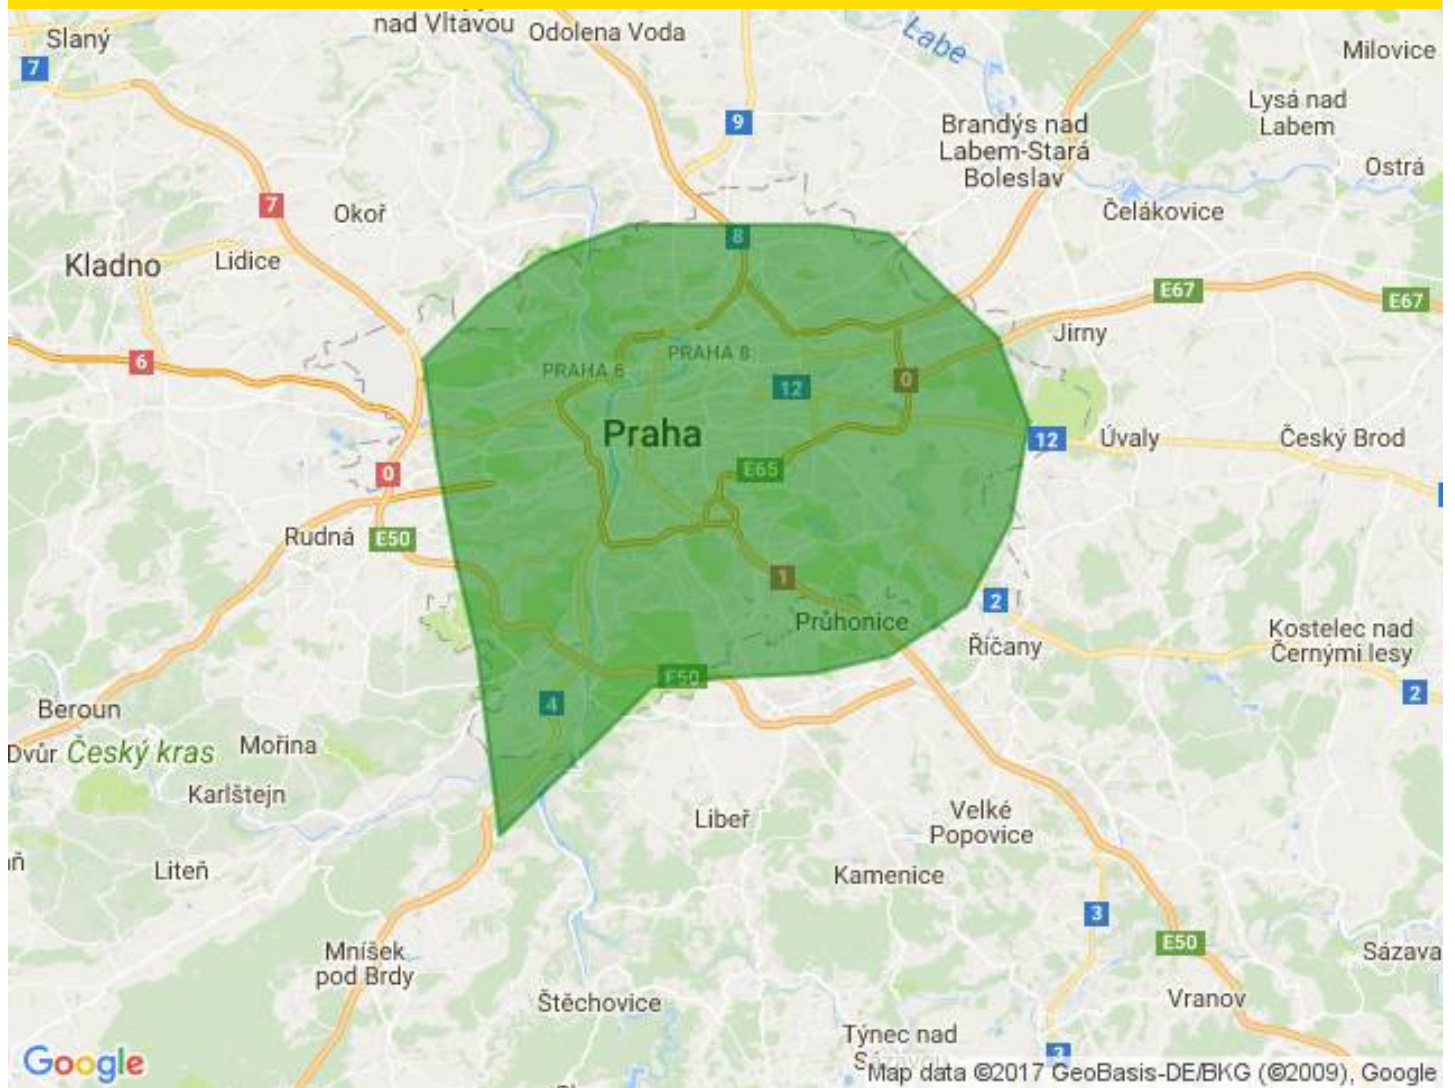 nad Vltavou
Odolena Voda
Slaný
7
Labe
Milovice
9
Brandýs nad
Labem-Stará
Boleslav
Lysá nad
Labem
Ostrá
7
Okoř
Čelákovice
8
Kladno
Lidice
E67
E67
Jirny
6
PRAHA 8
PRAHA 6
12
0
Praha
12
Úvaly
Český Brod
E65
0
Rudná
E50
1
2
Průhonice
Říčany
Kostelec nad
Černými lesy
E50
2
4
Beroun
Dvůr
Český kras
Mořina
Karlštejn
Libeř
Velké
Popovice
Liteň
Kamenice
3
E50
Mníšek
pod Brdy
Sázava
Štěchovice
Vranov
Týnec nad
3
Google
Map data ©2017 GeoBasis-DE/BKG (©2009), Google